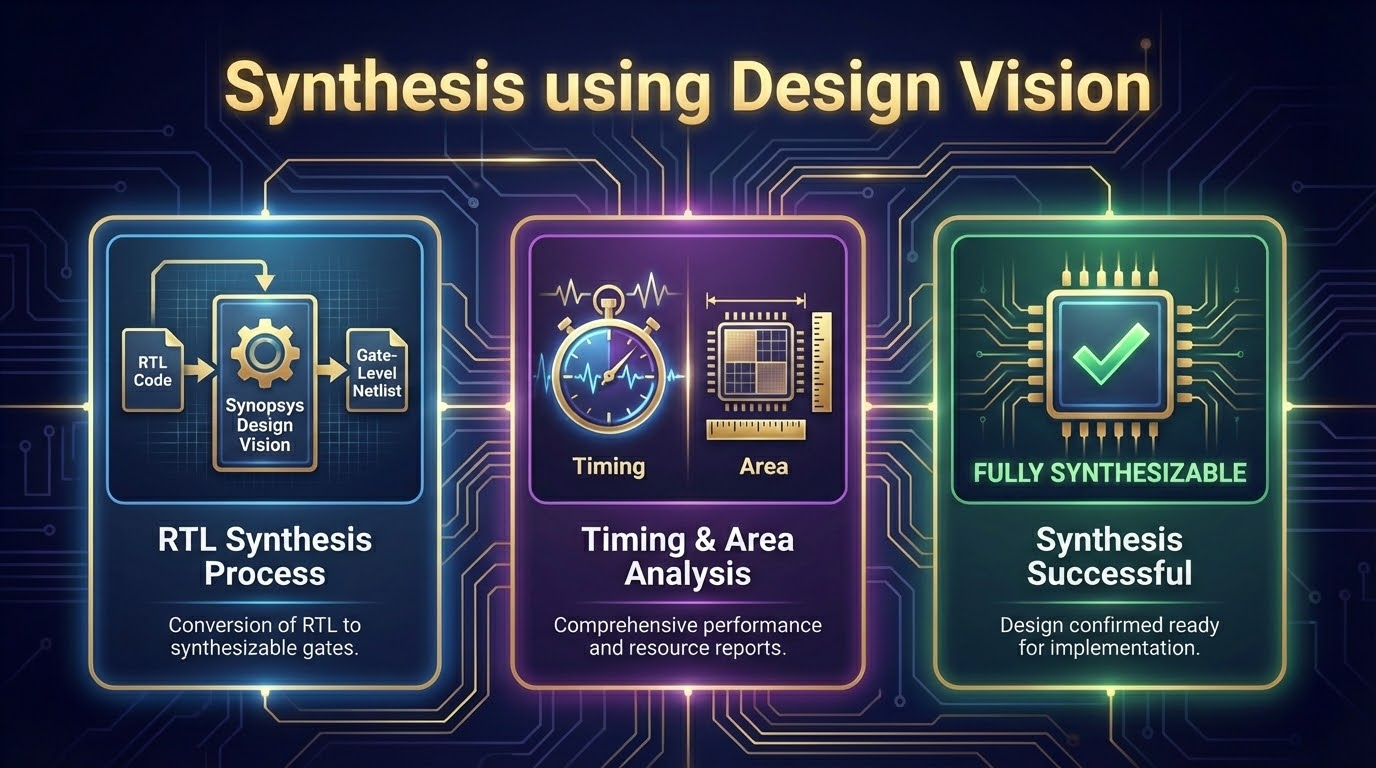 Synthesis using Design Vision
RTL
Code
Synopsys
Design
Vision
Gate-
Level
Netlist
RTL Synthesis
Process
Conversion of RTL to
synthesizable gates.
Timing
Area
Timing & Area
Analysis
Comprehensive performance
and resource reports.
FULLY SYNTHESIZABLE
Synthesis
Successful
Design confirmed ready
for implementation.